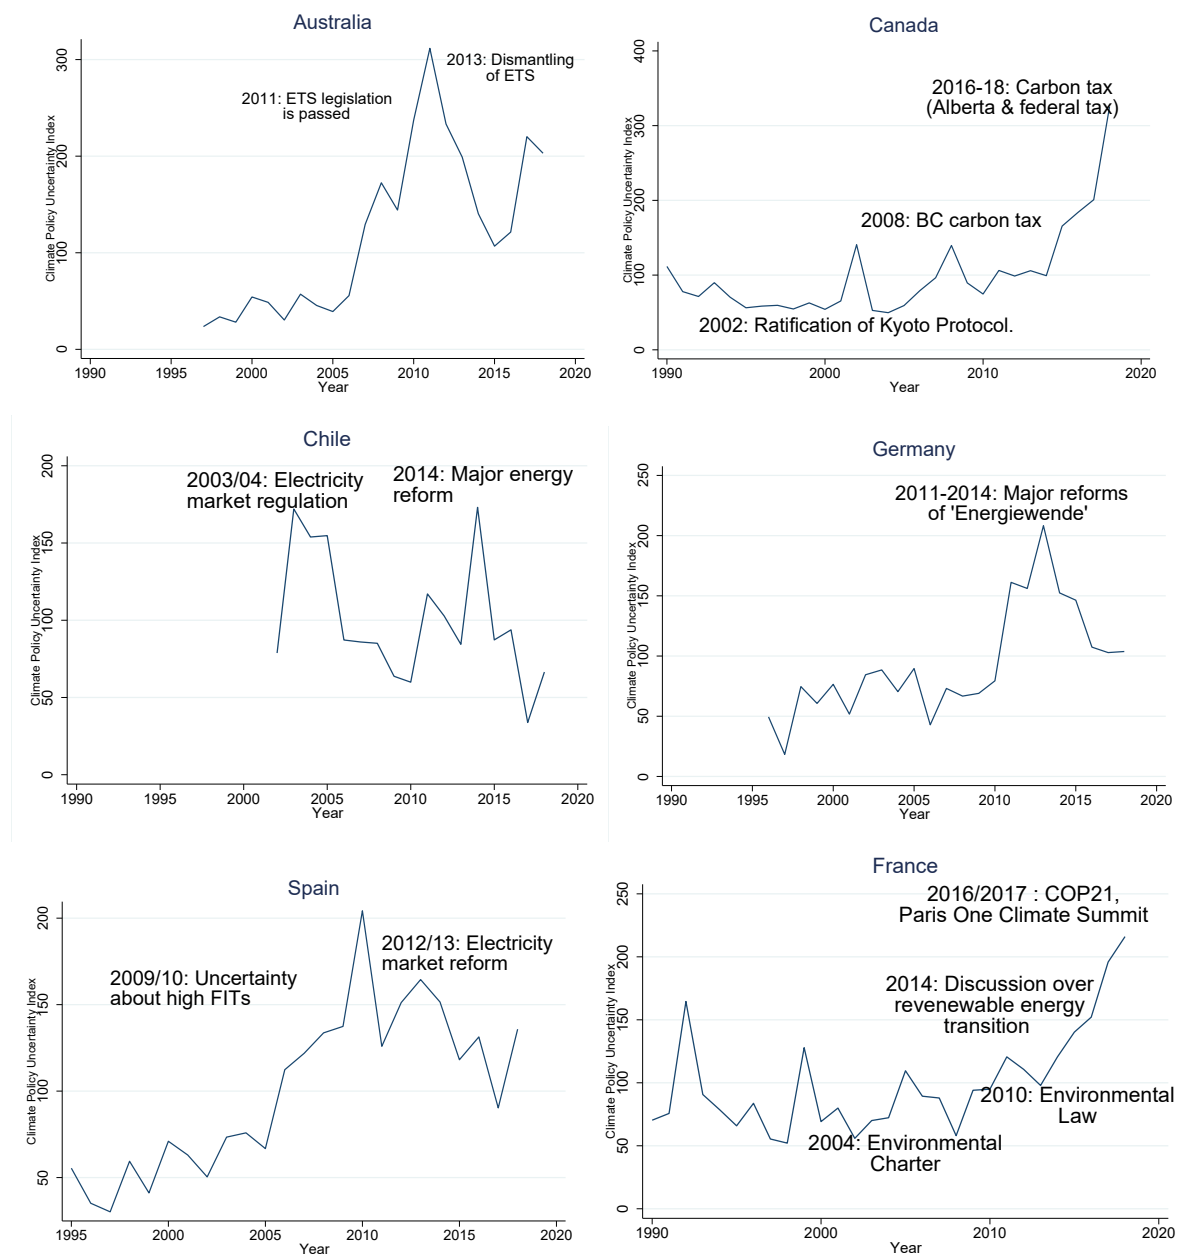 Australia
Climate Policy Uncertainty Index
300
200
100
0
2011: ETS legislation
is passed
2013: Dismantling
of ETS
1990 1995 2000 2005 2010 2015 2020
Year
Canada
Climate Policy Uncertainty Index
400
300
200
100
0
2016-18: Carbon tax
(Alberta & federal tax)
2008: BC carbon tax
2002: Ratification of Kyoto Protocol.
1990 2000 2010 2020
Year
Chile
Climate Policy Uncertainty Index
200
150
100
50
0
2003/04: Electricity
market regulation
2014: Major energy
reform
1990 1995 2000 2005 2010 2015 2020
Year
Germany
Climate Policy Uncertainty Index
250
200
150
100
50
0
2011-2014: Major reforms
of 'Energiewende'
1990 1995 2000 2005 2010 2015 2020
Year
Spain
Climate Policy Uncertainty Index
200
150
100
50
2009/10: Uncertainty
about high FITs
2012/13: Electricity
market reform
1995 2000 2005 2010 2015 2020
Year
France
Climate Policy Uncertainty Index
250
200
150
100
50
0
2016/2017 : COP21,
Paris One Climate Summit
2014: Discussion over
revenewable energy
transition
2010: Environmental
Law
2004: Environmental
Charter
1990 2000 2010 2020
Year